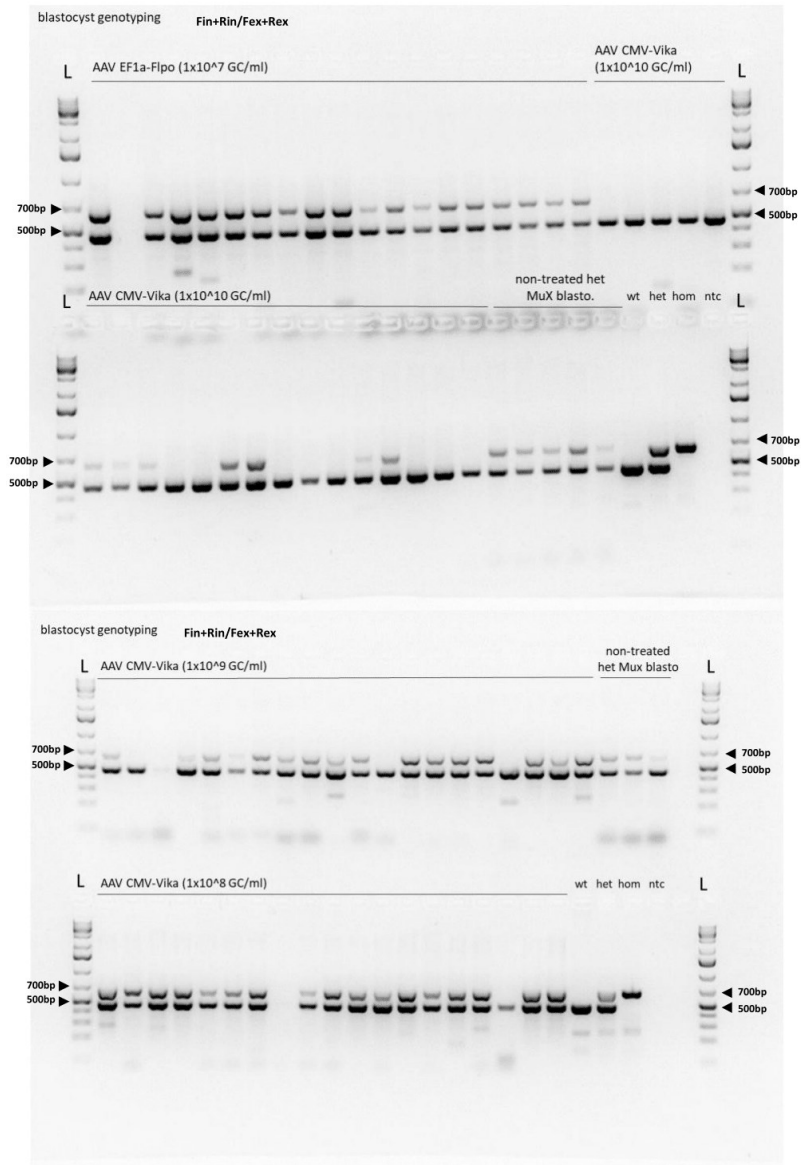 blastocyst genotyping Fin+Rin/Fex+Rex
L AAV EF1a-Flpo (1x10^7 GC/ml) AAV CMV-Vika
(1x10^10 GC/ml) L
700bp
500bp
700bp
500bp
L AAV CMV-Vika (1x10^10 GC/ml) non-treated het
MuX blasto. wt het hom ntc L
700bp
500bp
700bp
500bp
blastocyst genotyping Fin+Rin/Fex+Rex
L AAV CMV-Vika (1x10^9 GC/ml) non-treated
het Mux blasto L
700bp
500bp
700bp
500bp
L AAV CMV-Vika (1x10^8 GC/ml) wt het hom ntc L
700bp
500bp
700bp
500bp